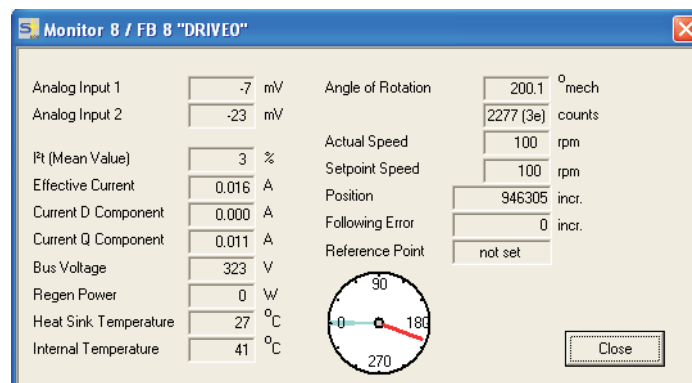 Monitor 8 / FB 8 "DRIVE0"
Analog Input 1 -7 mV
Analog Input 2 -23 mV
I²t (Mean Value) 3 %
Effective Current 0.016 A
Current D Component 0.000 A
Current Q Component 0.011 A
Bus Voltage 323 V
Regen Power 0 W
Heat Sink Temperature 27 °C
Internal Temperature 41 °C
Angle of Rotation 200.1 °mech
2277 (3e) counts
Actual Speed 100 rpm
Setpoint Speed 100 rpm
Position 946305 incr.
Following Error 0 incr.
Reference Point not set
90
0 180
270
Close